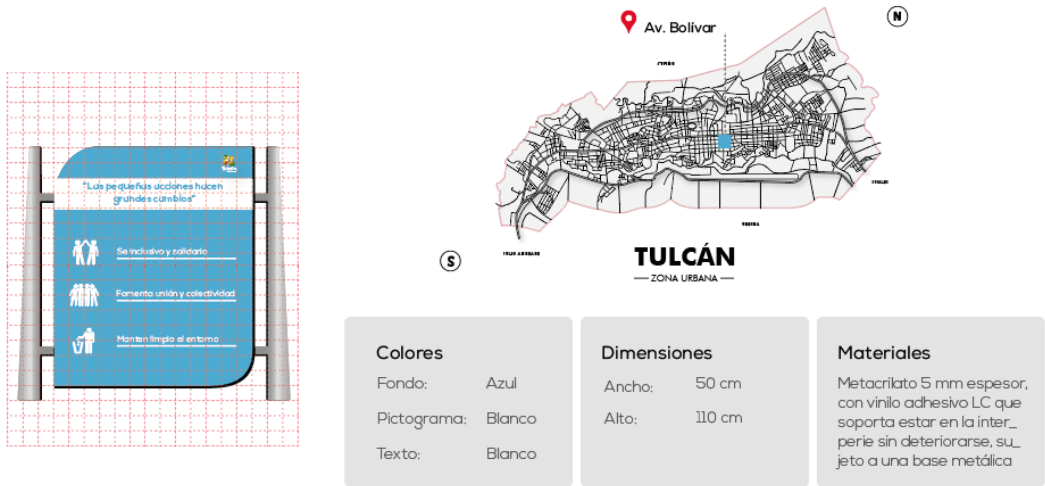 "Las pequeñas acciones hacen
grandes cambios"
Se inclusivo y solidario
Fomenta unión y colectividad
Manten limpio el entorno
Av. Bolívar
N
S
TULCÁN
ZONA URBANA
Colores
Fondo: Azul
Pictograma: Blanco
Texto: Blanco
Dimensiones
Ancho: 50 cm
Alto: 110 cm
Materiales
Metacrilato 5 mm espesor,
con vinilo adhesivo LC que
soporta estar en la inter_
perie sin deteriorarse, su_
jeto a una base metálica